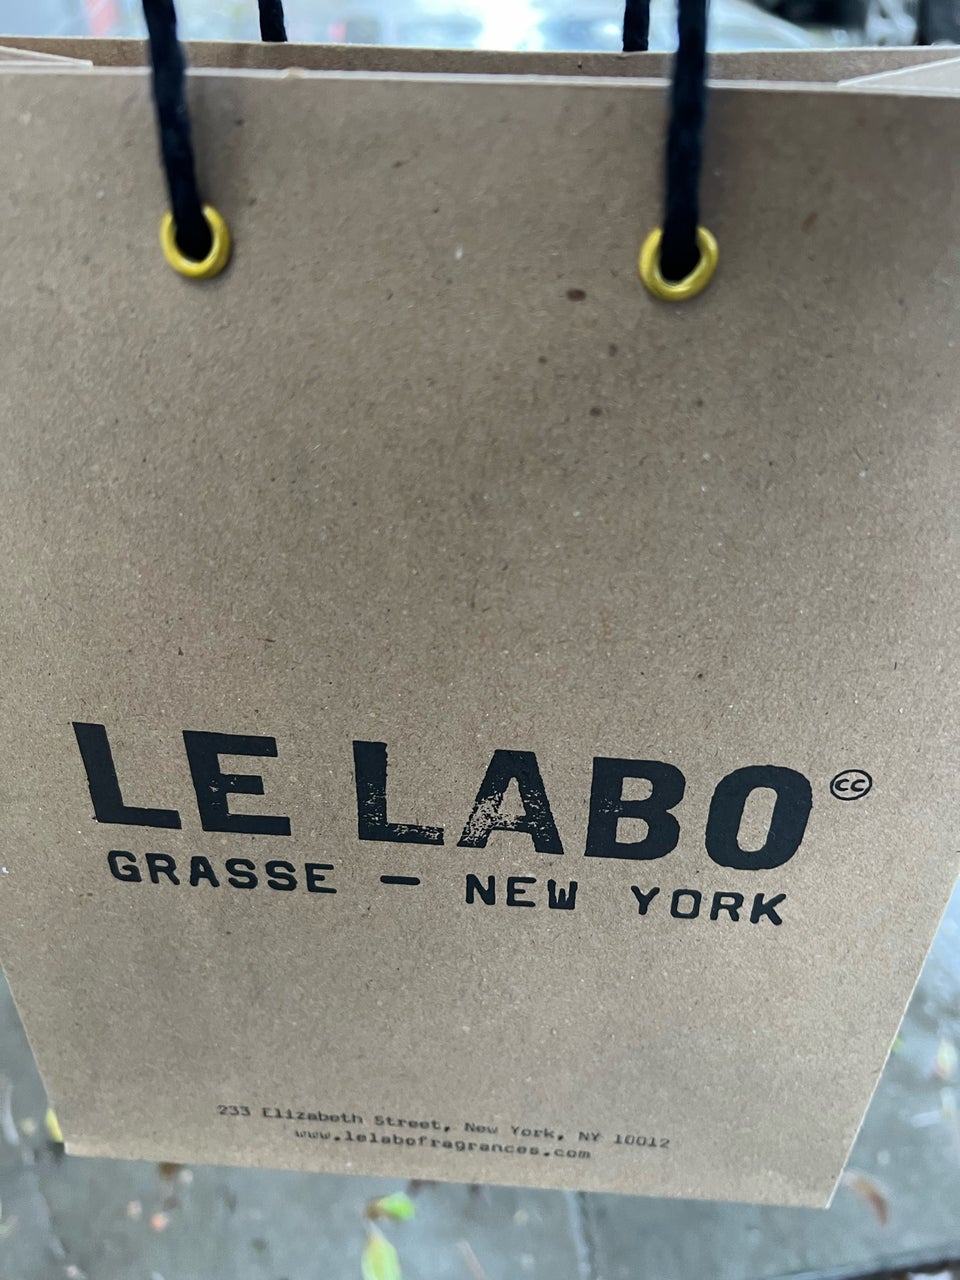 LE LABO ©©
GRASSE — NEW YORK
233 Elizabeth Street, New York, NY 10012
www.lelabofragrances.com